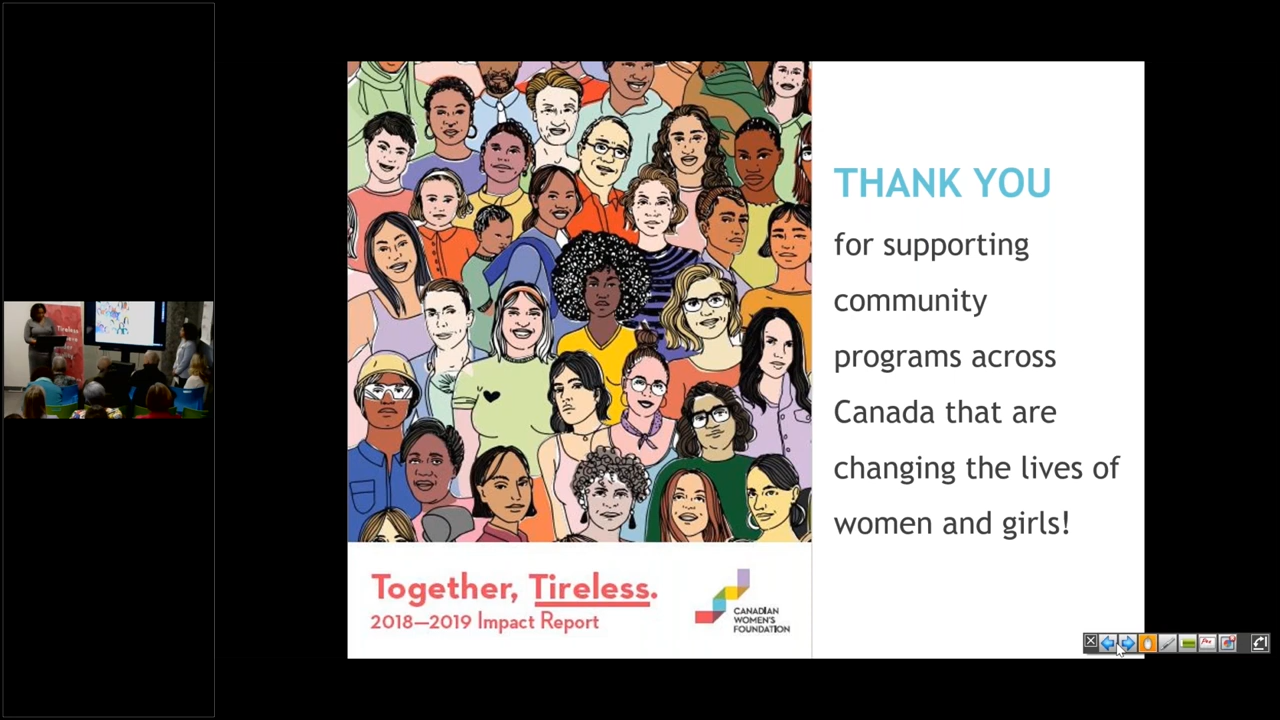 Tireless.
THANK YOU
for supporting
community
programs across
Canada that are
changing the lives of
women and girls!
Together, Tireless.
2018—2019 Impact Report
CANADIAN
WOMEN'S
FOUNDATION